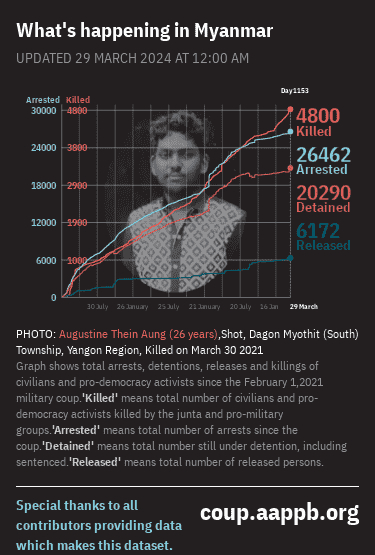 What's happening in Myanmar
UPDATED 29 MARCH 2024 AT 12:00 AM
Day1153
Arrested Killed
30000 4800
24000 3800
18000 2900
12000 1900
6000 1000
0
4800
Killed
26462
Arrested
20290
Detained
6172
Released
30 July 26 January 25 July 21 January 20 July 16 Jan 29 March
PHOTO: Augustine Thein Aung (26 years),Shot, Dagon Myothit (South)
Township, Yangon Region, Killed on March 30 2021
Graph shows total arrests, detentions, releases and killings of
civilians and pro-democracy activists since the February 1,2021
military coup.'Killed' means total number of civilians and pro-
democracy activists killed by the junta and pro-military
groups.'Arrested' means total number of arrests since the
coup.'Detained' means total number still under detention, including
sentenced.'Released' means total number of released persons.
Special thanks to all
contributors providing data
which makes this dataset.
coup.aappb.org